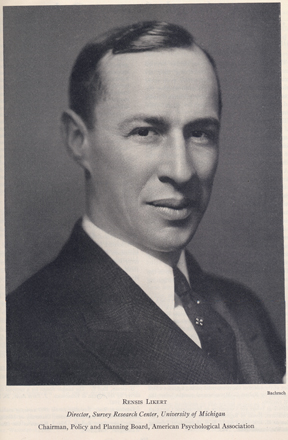 Bachrach
RENSIS LIKERT
Director, Survey Research Center, University of Michigan
Chairman, Policy and Planning Board, American Psychological Association